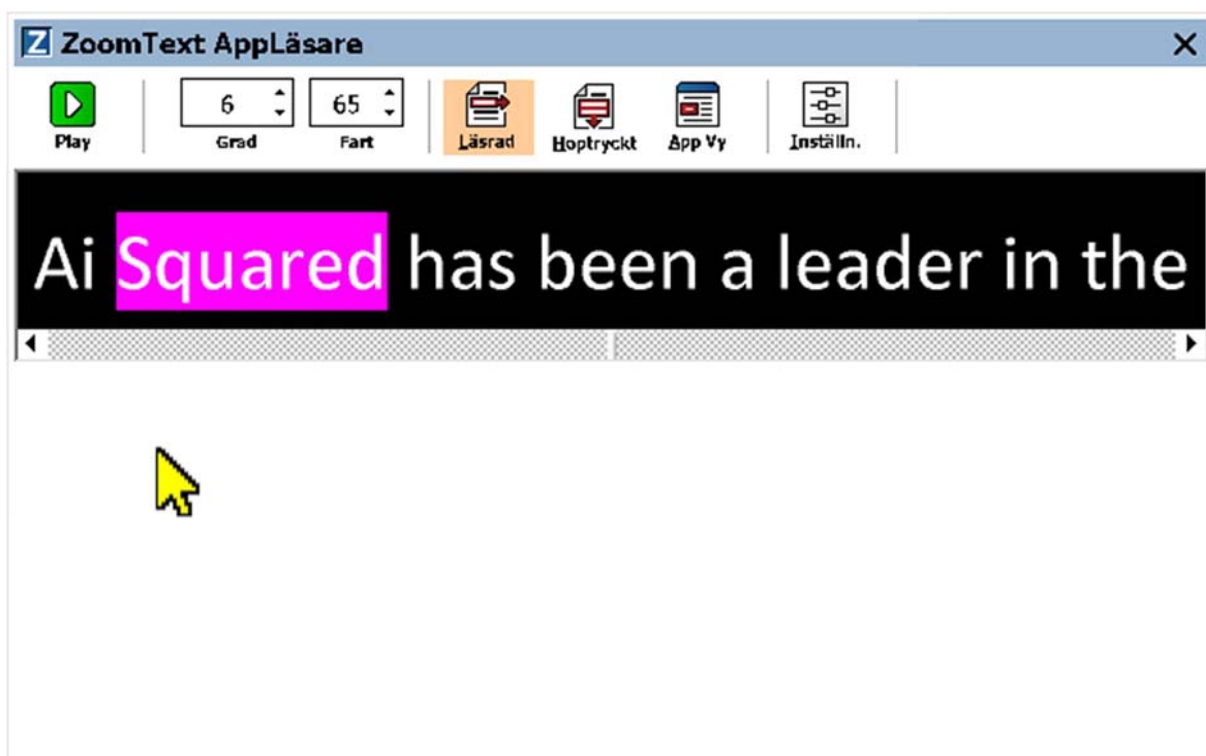 ZoomText AppLäsare
6 65
Play Grad Fart Läsrad Hoptryckt App Vy Inställn.
Ai Squared has been a leader in the